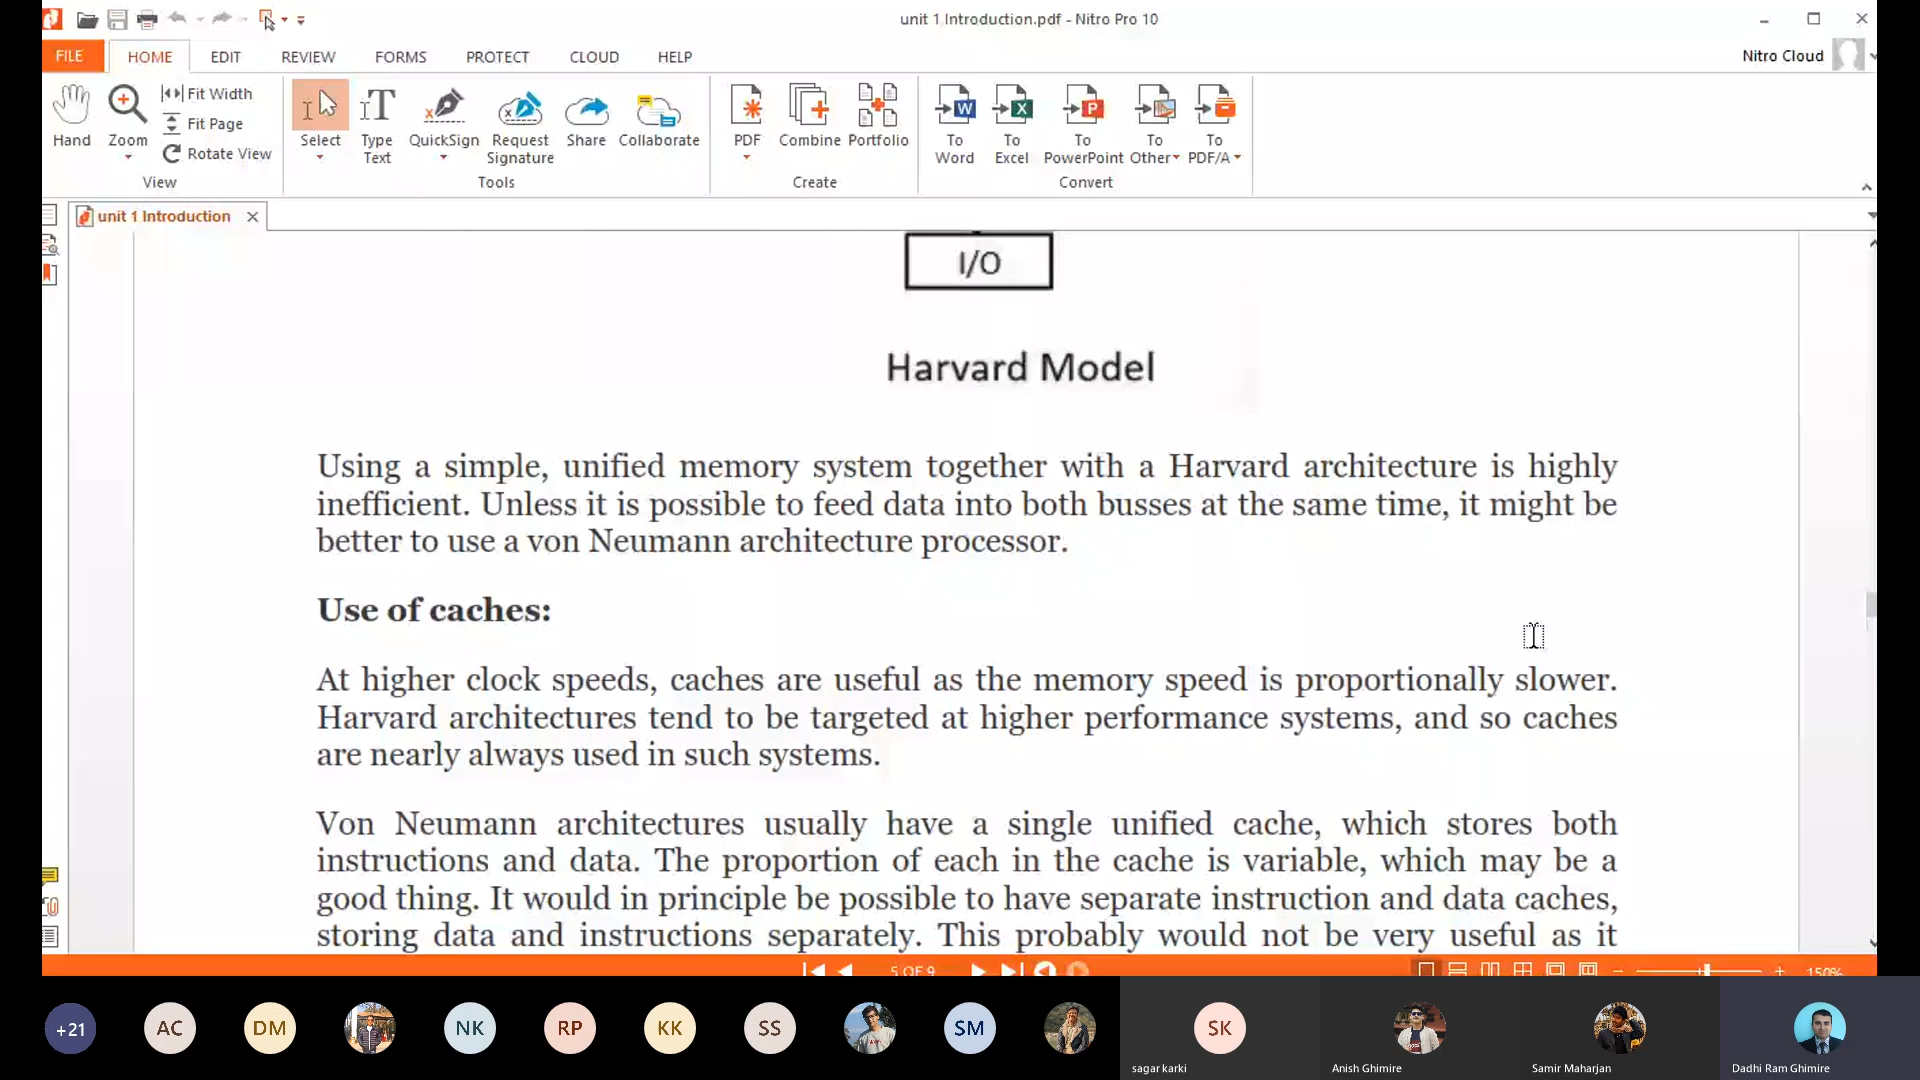 unit 1 Introduction.pdf - Nitro Pro 10
FILE HOME EDIT REVIEW FORMS PROTECT CLOUD HELP
Nitro Cloud
Hand
Zoom
Fit Width
Fit Page
Rotate View
View
Select
Type Text
QuickSign
Request Signature
Share
Collaborate
Tools
PDF
Combine
Portfolio
Create
To Word
To Excel
To PowerPoint
To Other
To PDF/A
Convert
unit 1 Introduction
I/O
Harvard Model
Using a simple, unified memory system together with a Harvard architecture is highly
inefficient. Unless it is possible to feed data into both busses at the same time, it might be
better to use a von Neumann architecture processor.
Use of caches:
At higher clock speeds, caches are useful as the memory speed is proportionally slower.
Harvard architectures tend to be targeted at higher performance systems, and so caches
are nearly always used in such systems.
Von Neumann architectures usually have a single unified cache, which stores both
instructions and data. The proportion of each in the cache is variable, which may be a
good thing. It would in principle be possible to have separate instruction and data caches,
storing data and instructions separately. This probably would not be very useful as it
5 OF 9
150%
+21 AC DM NK RP KK SS SM SK
sagar karki
Anish Ghimire
Samir Maharjan
Dadhi Ram Ghimire